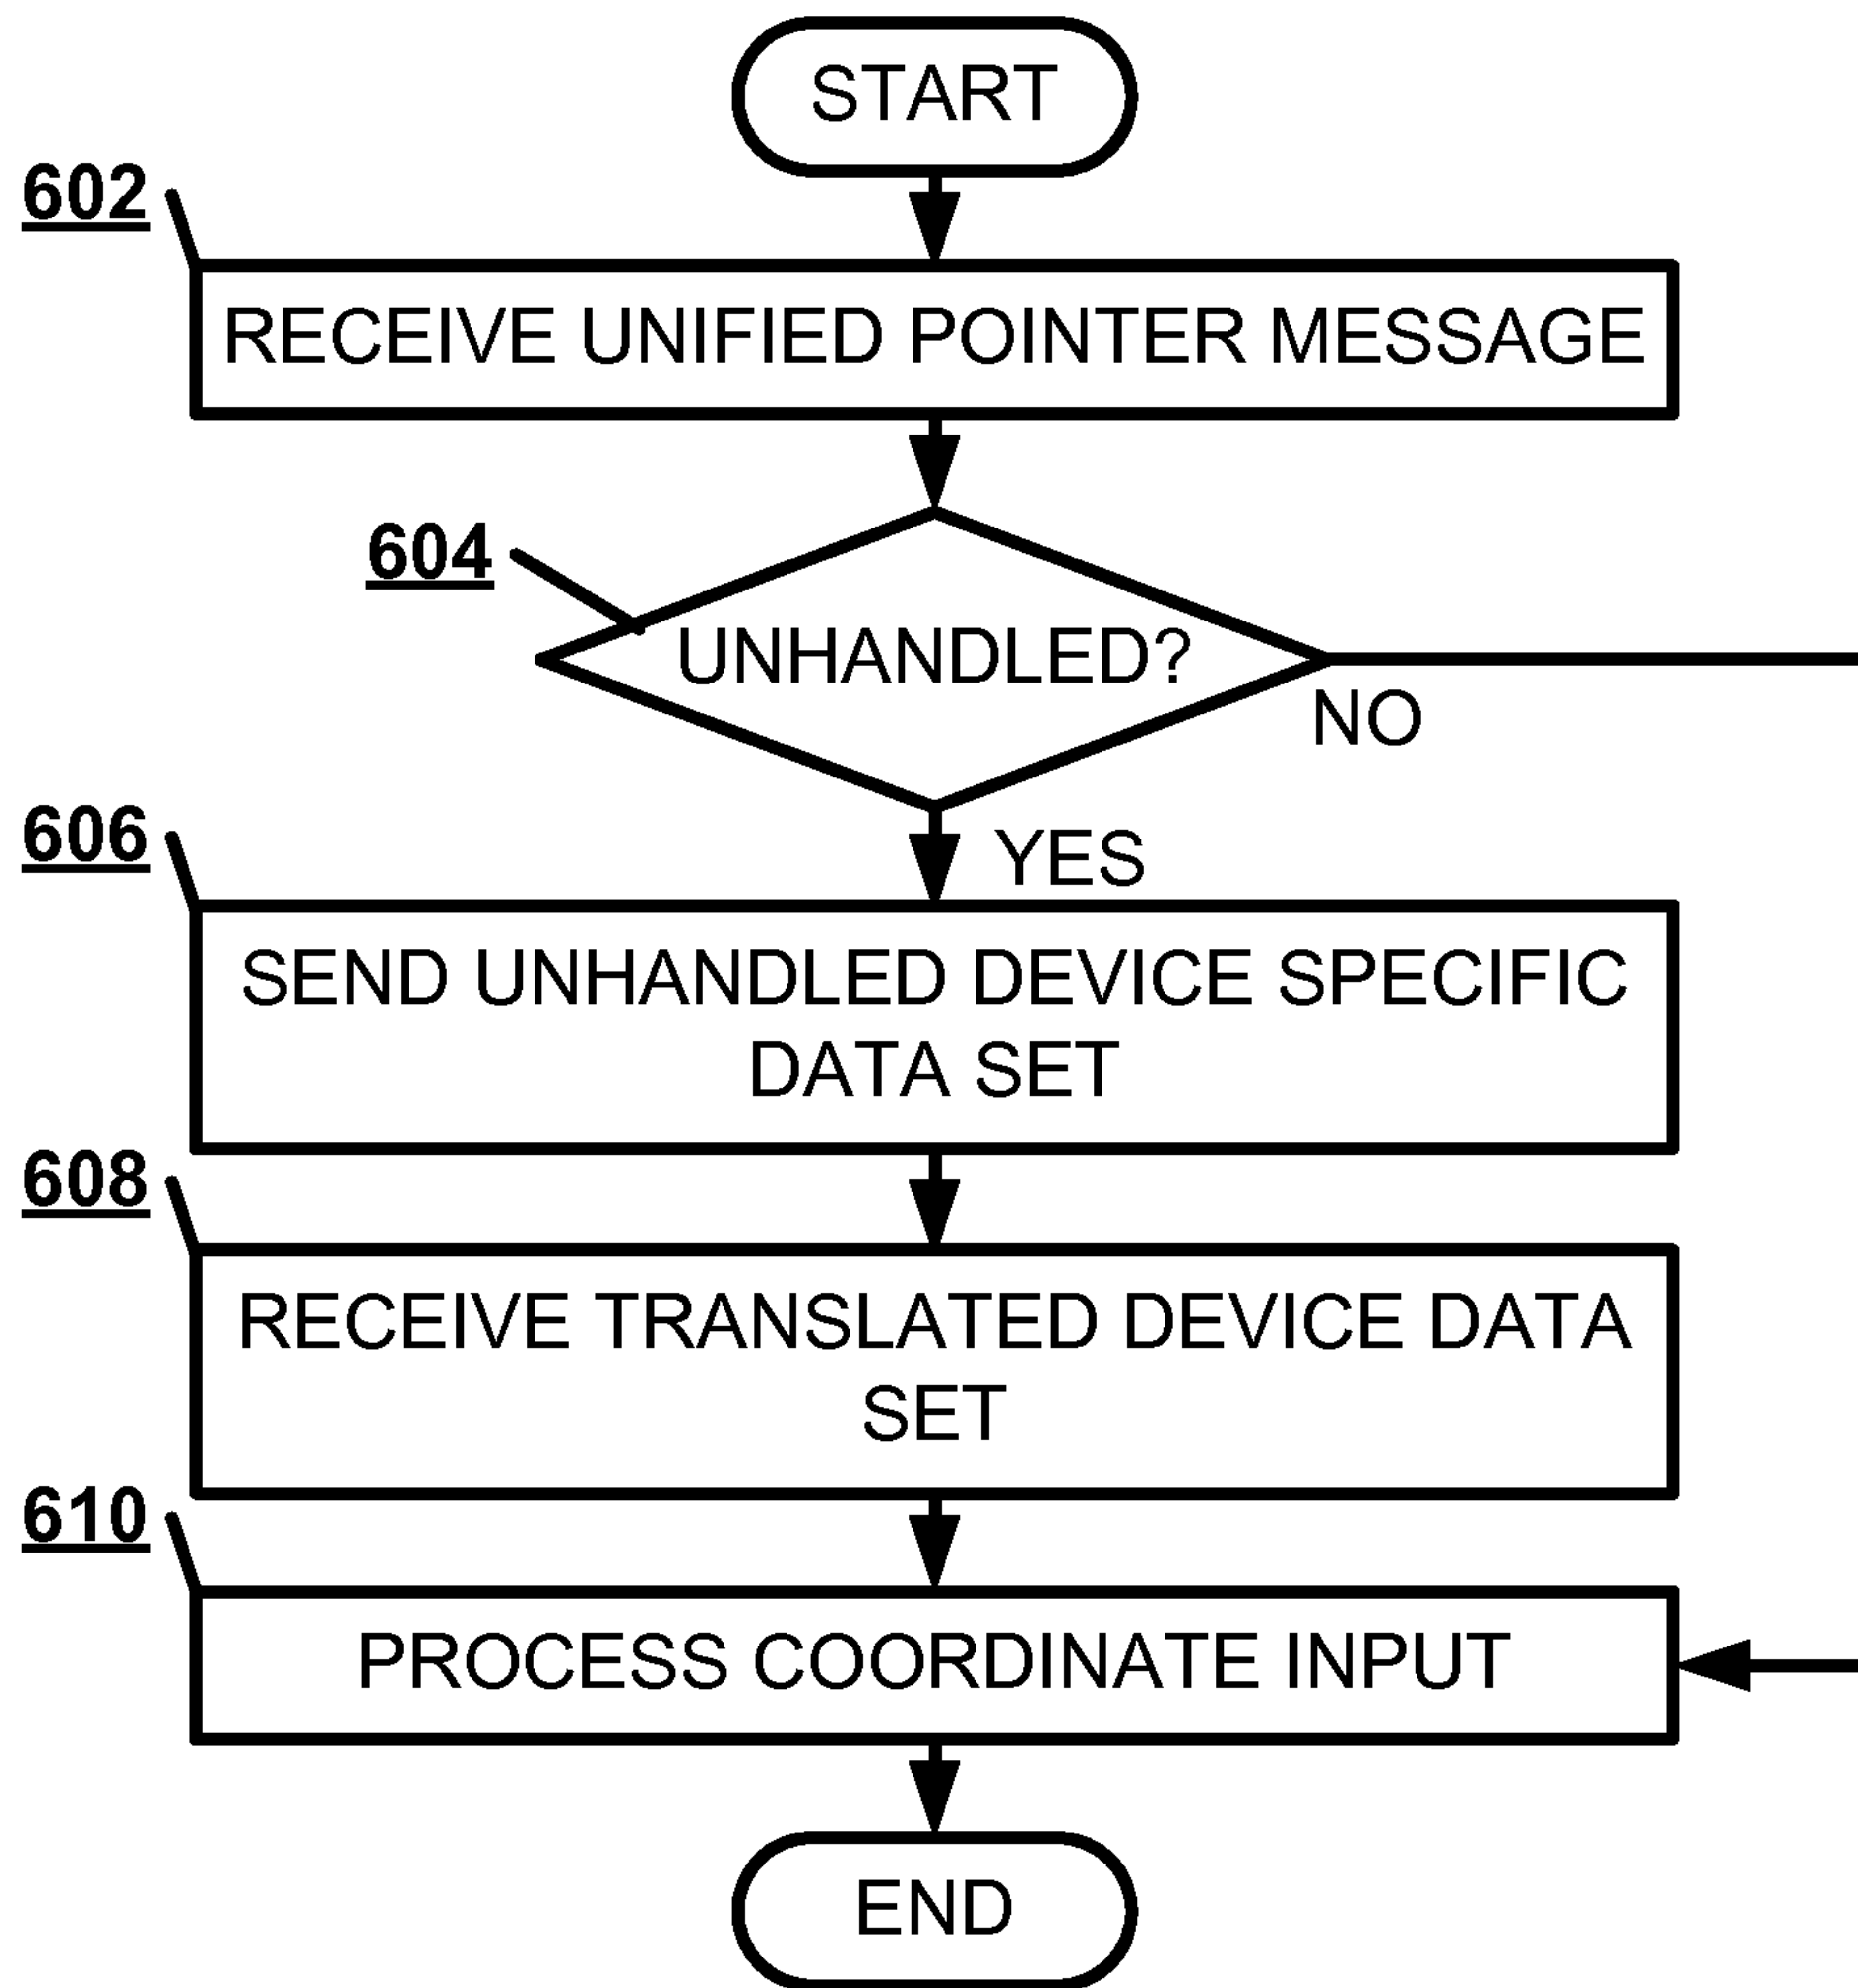 START
602
RECEIVE UNIFIED POINTER MESSAGE
604
UNHANDLED?
NO
606
YES
SEND UNHANDLED DEVICE SPECIFIC
DATA SET
608
RECEIVE TRANSLATED DEVICE DATA
SET
610
PROCESS COORDINATE INPUT
END